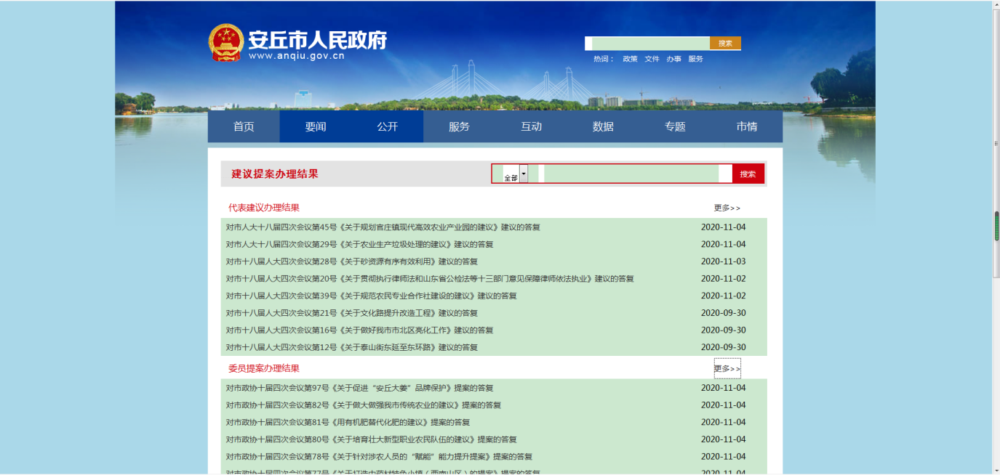 安丘市人民政府
www.anqiu.gov.cn
搜索
热词： 政策 文件 办事 服务
首页 要闻 公开 服务 互动 数据 专题 市情
建议提案办理结果 全部 搜索
代表建议办理结果 更多>>
对市人大十八届四次会议第45号《关于规划官庄镇现代高效农业产业园的建议》建议的答复 2020-11-04
对市人大十八届四次会议第29号《关于农业生产垃圾处理的建议》建议的答复 2020-11-04
对市十八届人大四次会议第28号《关于砂资源有序有效利用》建议的答复 2020-11-03
对市十八届人大四次会议第20号《关于贯彻执行律师法和山东省公检法等十三部门意见保障律师依法执业》建议的答复 2020-11-02
对市十八届人大四次会议第39号《关于规范农民专业合作社建设的建议》建议的答复 2020-11-02
对市十八届人大四次会议第21号《关于文化路提升改造工程》建议的答复 2020-09-30
对市十八届人大四次会议第16号《关于做好我市市北区亮化工作》建议的答复 2020-09-30
对市十八届人大四次会议第12号《关于泰山街东延至东环路》建议的答复 2020-09-30
委员提案办理结果 更多>>
对市政协十届四次会议第97号《关于促进“安丘大姜”品牌保护》提案的答复 2020-11-04
对市政协十届四次会议第82号《关于做大做强我市传统农业的建议》提案的答复 2020-11-04
对市政协十届四次会议第81号《用有机肥替代化肥的建议》提案的答复 2020-11-04
对市政协十届四次会议第80号《关于培育壮大新型职业农民队伍的建议》提案的答复 2020-11-04
对市政协十届四次会议第78号《关于针对涉农人员的“赋能”能力提升提案》提案的答复 2020-11-04
对市政协十届四次会议第77号《关于打造中药材特色小镇（西南山区）的提案》提案的答复 2020-11-04